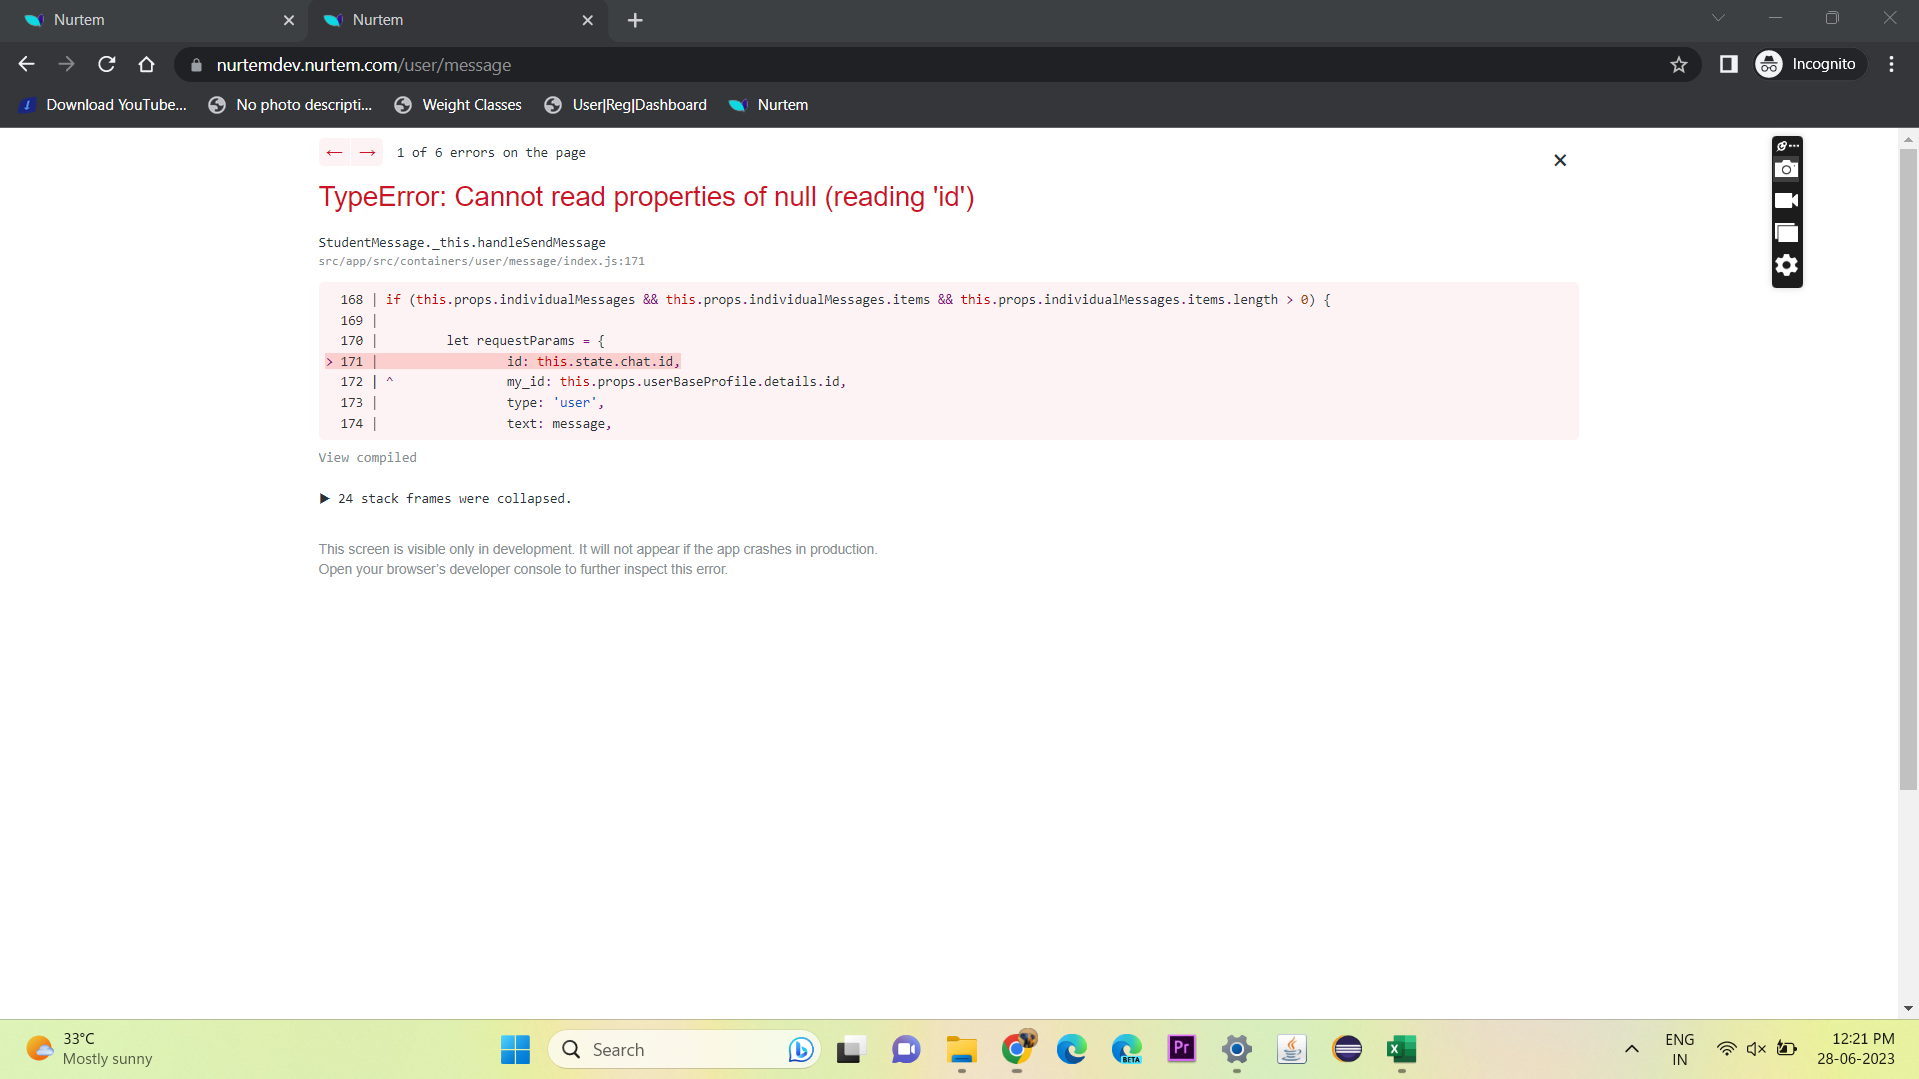 Nurtem
Nurtem
nurtemdev.nurtem.com/user/message
Incognito
Download YouTube...
No photo descripti...
Weight Classes
User|Reg|Dashboard
Nurtem
← → 1 of 6 errors on the page
TypeError: Cannot read properties of null (reading 'id')
StudentMessage._this.handleSendMessage
src/app/src/containers/user/message/index.js:171
168 | if (this.props.individualMessages && this.props.individualMessages.items && this.props.individualMessages.items.length > 0) {
169 |
170 | let requestParams = {
> 171 | id: this.state.chat.id,
172 | ^ my_id: this.props.userBaseProfile.details.id,
173 | type: 'user',
174 | text: message,
View compiled
▶ 24 stack frames were collapsed.
This screen is visible only in development. It will not appear if the app crashes in production.
Open your browser's developer console to further inspect this error.
33°C
Mostly sunny
Search
BETA
Pr
ENG
IN
12:21 PM
28-06-2023